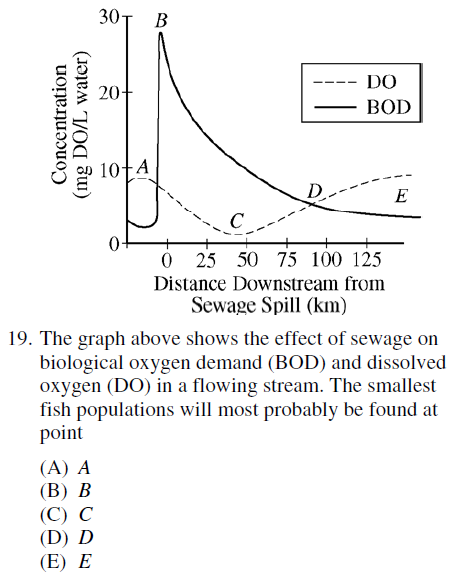 30
B
Concentration
(mg DO/L water)
DO
BOD
20
10
A
D
E
C
0
0 25 50 75 100 125
Distance Downstream from
Sewage Spill (km)
19. The graph above shows the effect of sewage on
biological oxygen demand (BOD) and dissolved
oxygen (DO) in a flowing stream. The smallest
fish populations will most probably be found at
point
(A) A
(B) B
(C) C
(D) D
(E) E